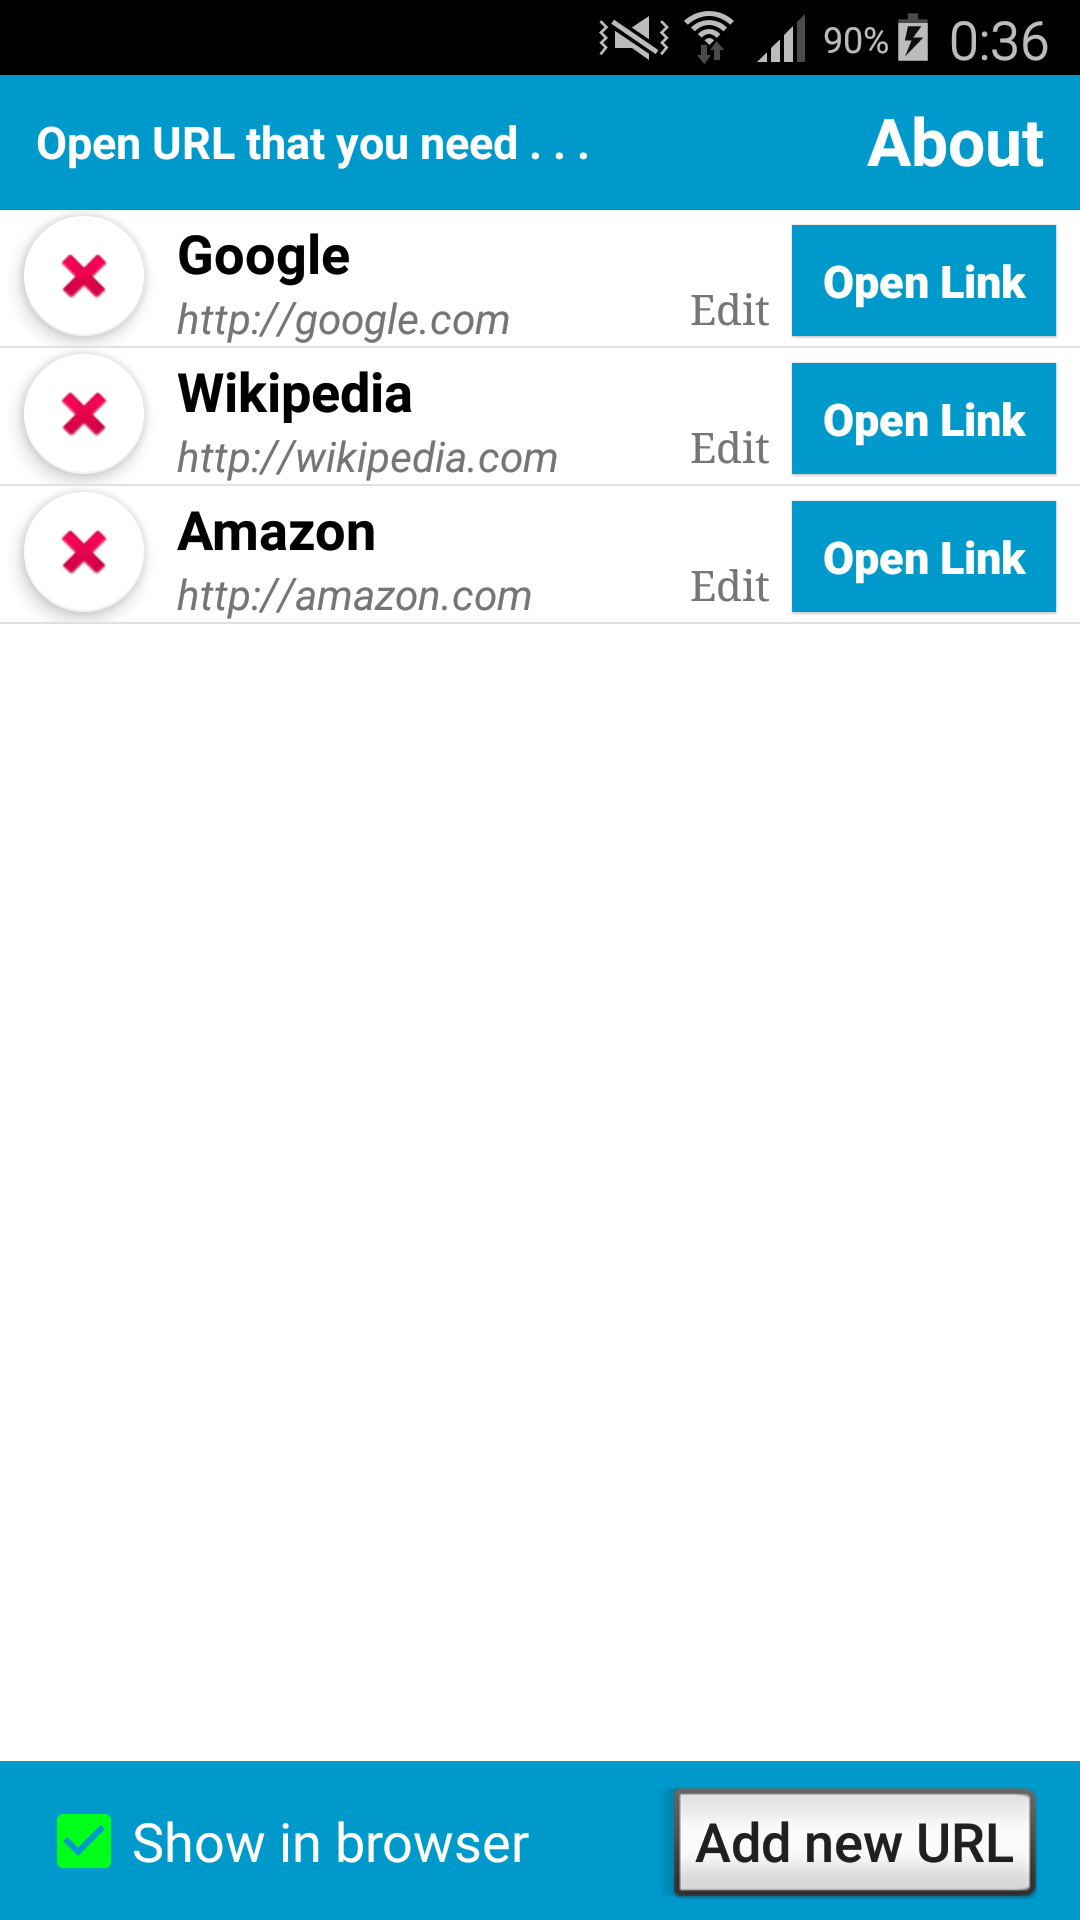 90% 0:36
Open URL that you need . . . About
Google
http://google.com Edit Open Link
Wikipedia
http://wikipedia.com Edit Open Link
Amazon
http://amazon.com Edit Open Link
Show in browser Add new URL